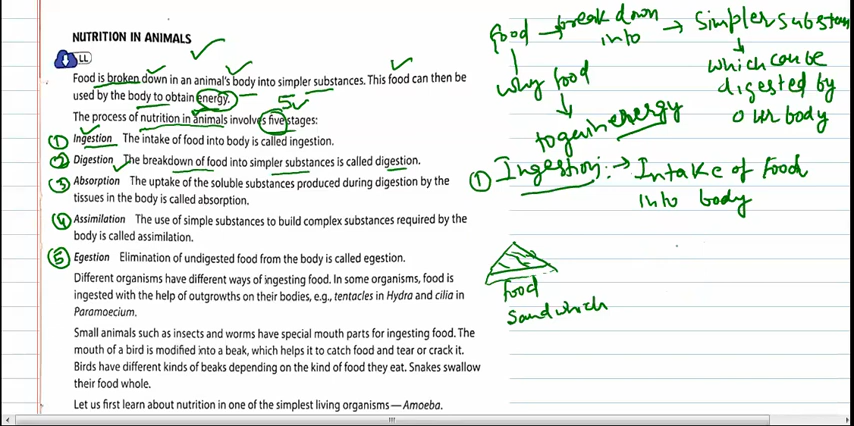 NUTRITION IN ANIMALS
LL
Food is broken down in an animal's body into simpler substances. This food can then be
used by the body to obtain energy.
5
The process of nutrition in animals involves five stages:
1 Ingestion The intake of food into body is called ingestion.
2 Digestion The breakdown of food into simpler substances is called digestion.
3 Absorption The uptake of the soluble substances produced during digestion by the
tissues in the body is called absorption.
4 Assimilation The use of simple substances to build complex substances required by the
body is called assimilation.
5 Egestion Elimination of undigested food from the body is called egestion.
Different organisms have different ways of ingesting food. In some organisms, food is
ingested with the help of outgrowths on their bodies, e.g., tentacles in Hydra and cilia in
Paramoecium.
Small animals such as insects and worms have special mouth parts for ingesting food. The
mouth of a bird is modified into a beak, which helps it to catch food and tear or crack it.
Birds have different kinds of beaks depending on the kind of food they eat. Snakes swallow
their food whole.
Let us first learn about nutrition in one of the simplest living organisms—Amoeba.
food → break down into → Simpler substan
which can be
digested by
our body
why food
to gain energy
1 Ingestion :→ Intake of Food
into body
food
Sandwhich